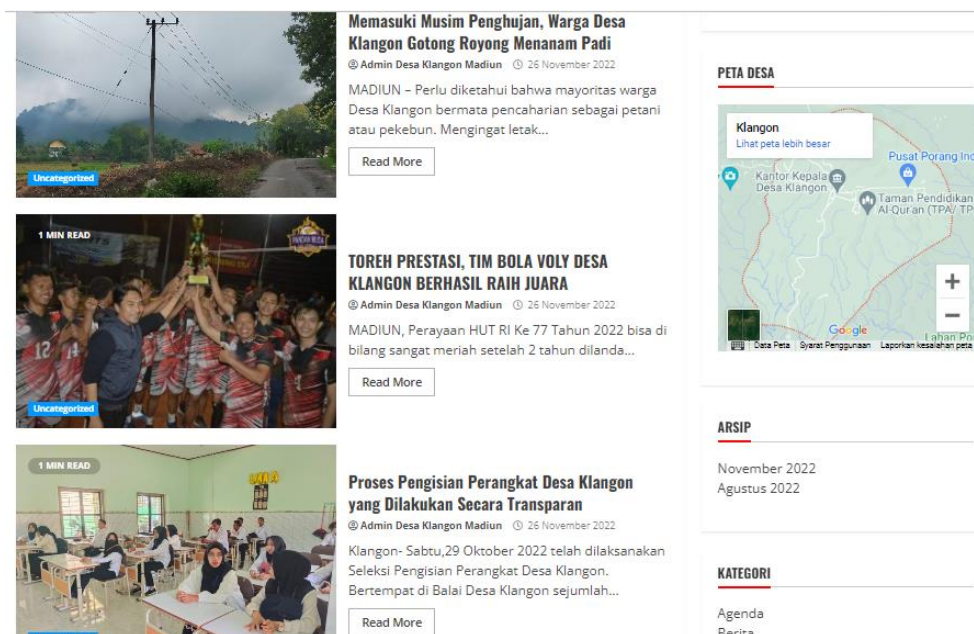 Memasuki Musim Penghujan, Warga Desa
Klangon Gotong Royong Menanam Padi
Admin Desa Klangon Madiun 26 November 2022
MADIUN – Perlu diketahui bahwa mayoritas warga
Desa Klangon bermata pencaharian sebagai petani
atau pekebun. Mengingat letak...
Read More
Uncategorized
1 MIN READ
TOREH PRESTASI, TIM BOLA VOLY DESA
KLANGON BERHASIL RAIH JUARA
Admin Desa Klangon Madiun 26 November 2022
MADIUN, Perayaan HUT RI Ke 77 Tahun 2022 bisa di
bilang sangat meriah setelah 2 tahun dilanda...
Read More
12
Uncategorized
1 MIN READ
Proses Pengisian Perangkat Desa Klangon
yang Dilakukan Secara Transparan
Admin Desa Klangon Madiun 26 November 2022
Klangon- Sabtu,29 Oktober 2022 telah dilaksanakan
Seleksi Pengisian Perangkat Desa Klangon.
Bertempat di Balai Desa Klangon sejumlah...
Read More
PETA DESA
Klangon
Lihat peta lebih besar
Pusat Porang Ind
Kantor Kepala
Desa Klangon
Taman Pendidikan
Al-Qur'an (TPA/ TP
Google
Lahan Po
Data Peta Syarat Penggunaan Laporkan kesalahan peta
ARSIP
November 2022
Agustus 2022
KATEGORI
Agenda
Berita